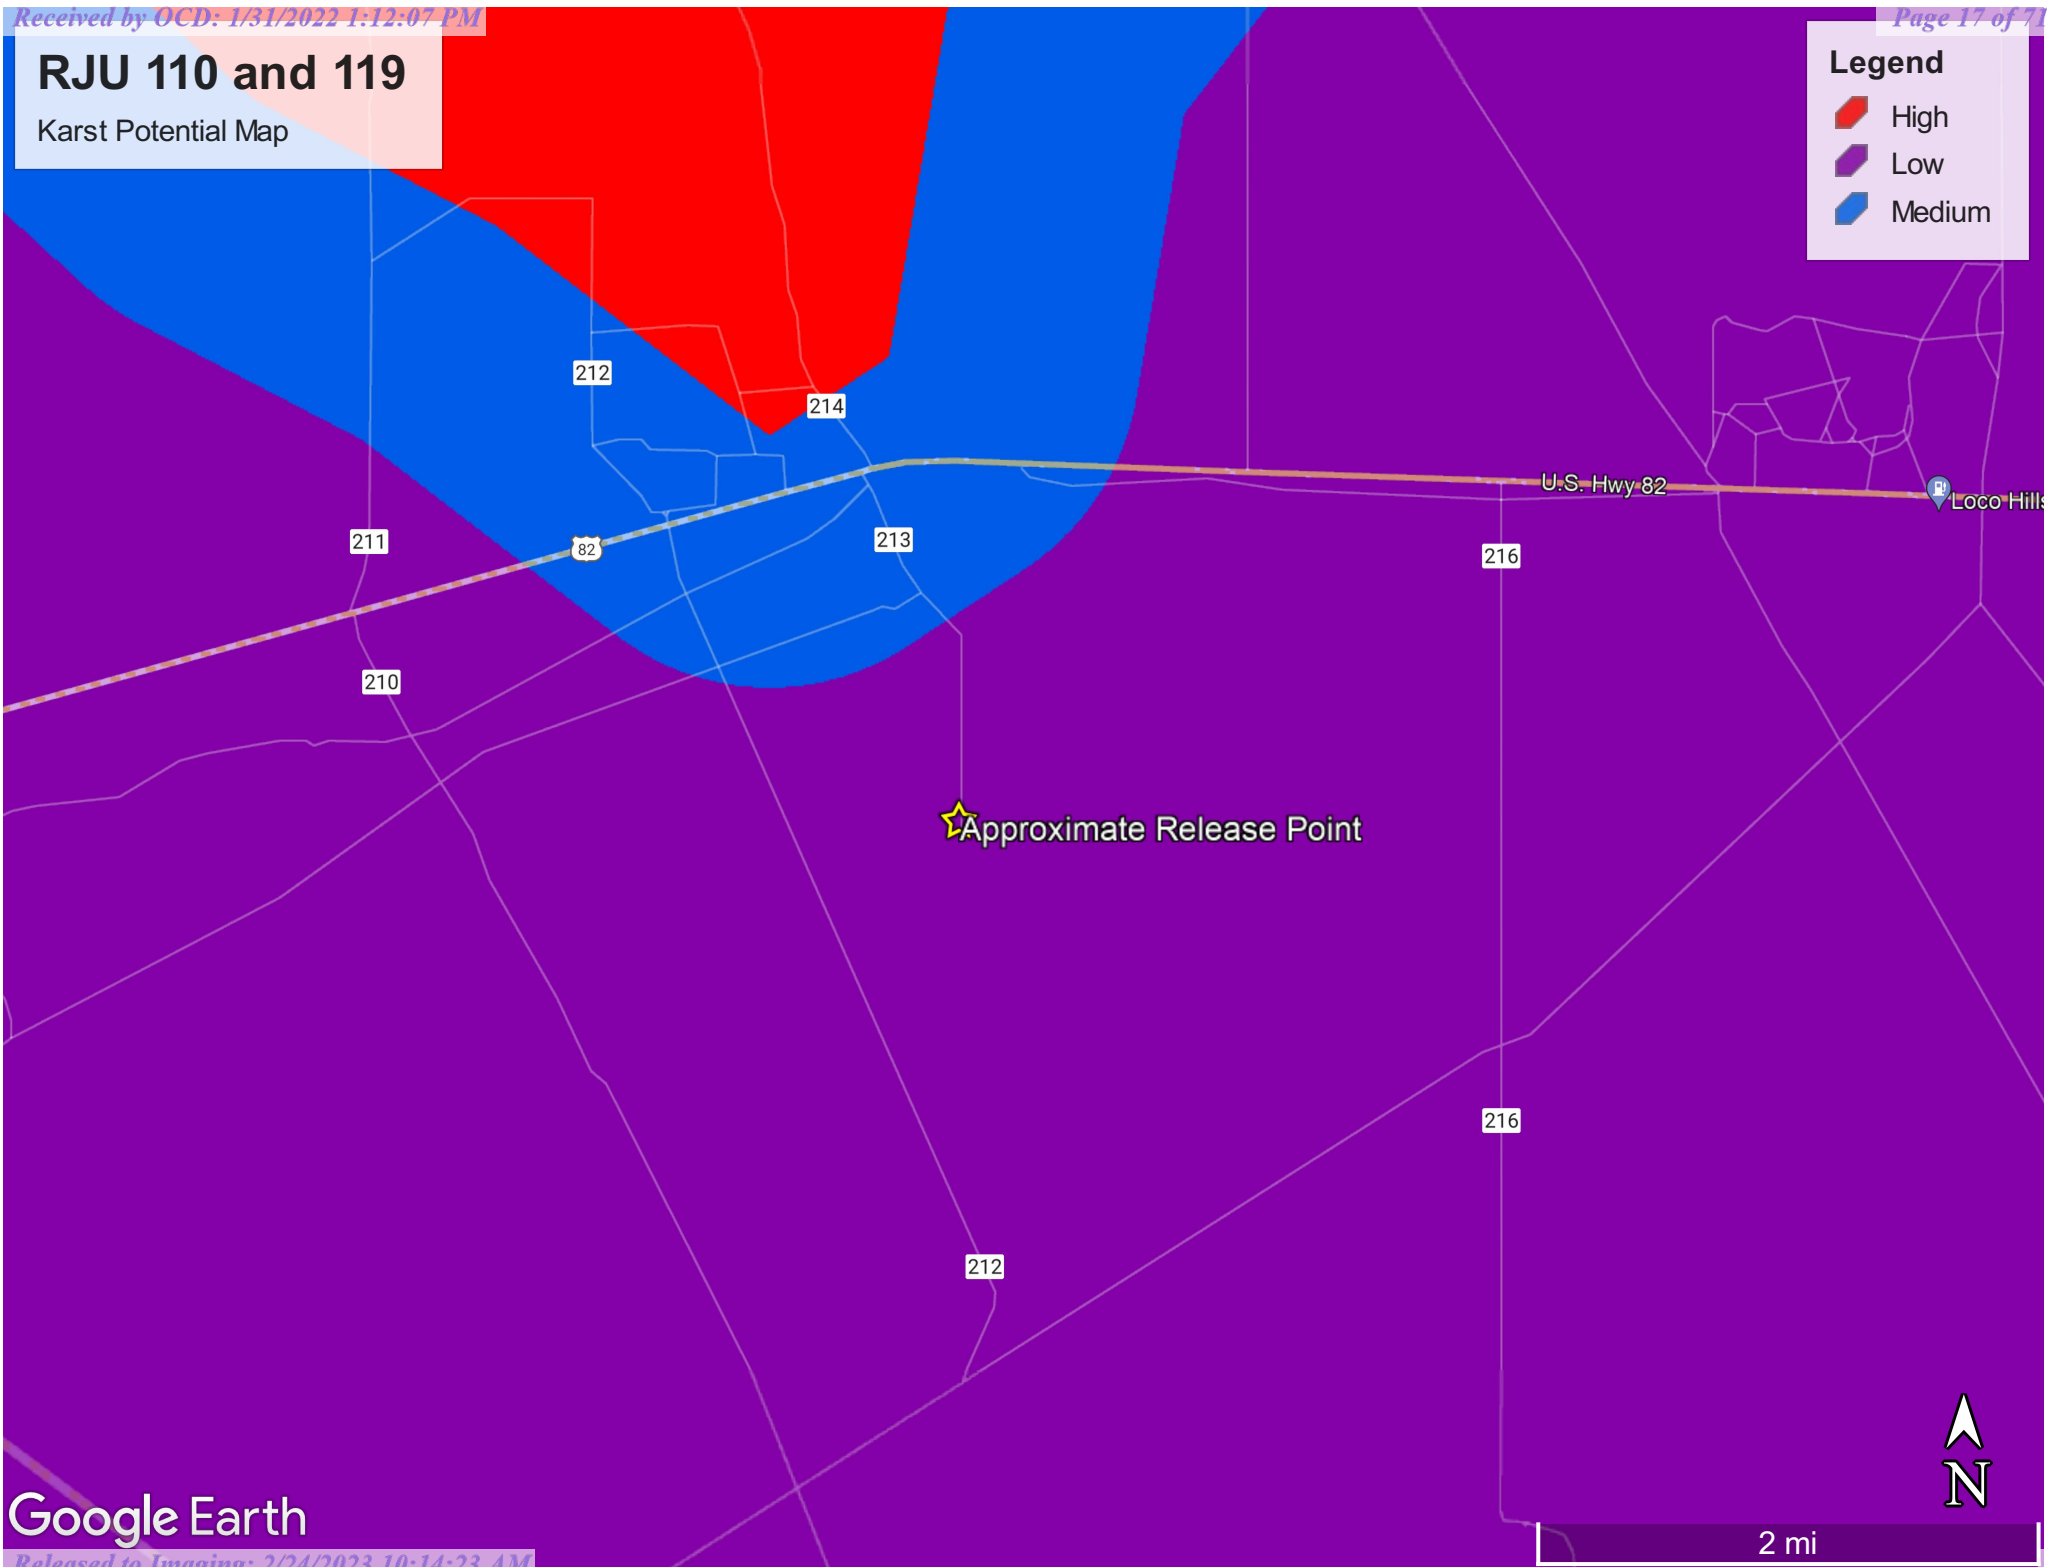 Received by OCD: 1/31/2022 1:12:07 PM
Page 17 of 71
RJU 110 and 119
Karst Potential Map
Legend
High
Low
Medium
212
214
U.S. Hwy 82
Loco Hills
211
82
213
216
210
Approximate Release Point
216
212
N
Google Earth
2 mi
Released to Imaging: 2/24/2023 10:14:23 AM